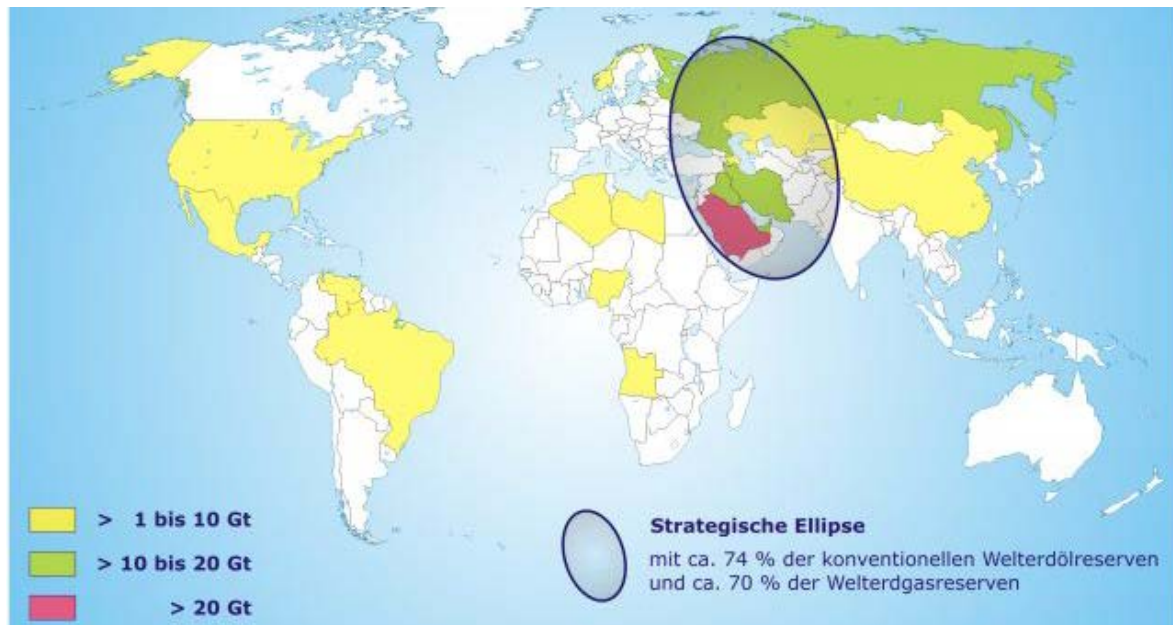 > 1 bis 10 Gt
> 10 bis 20 Gt
> 20 Gt
Strategische Ellipse
mit ca. 74 % der konventionellen Welterdölreserven
und ca. 70 % der Welterdgasreserven